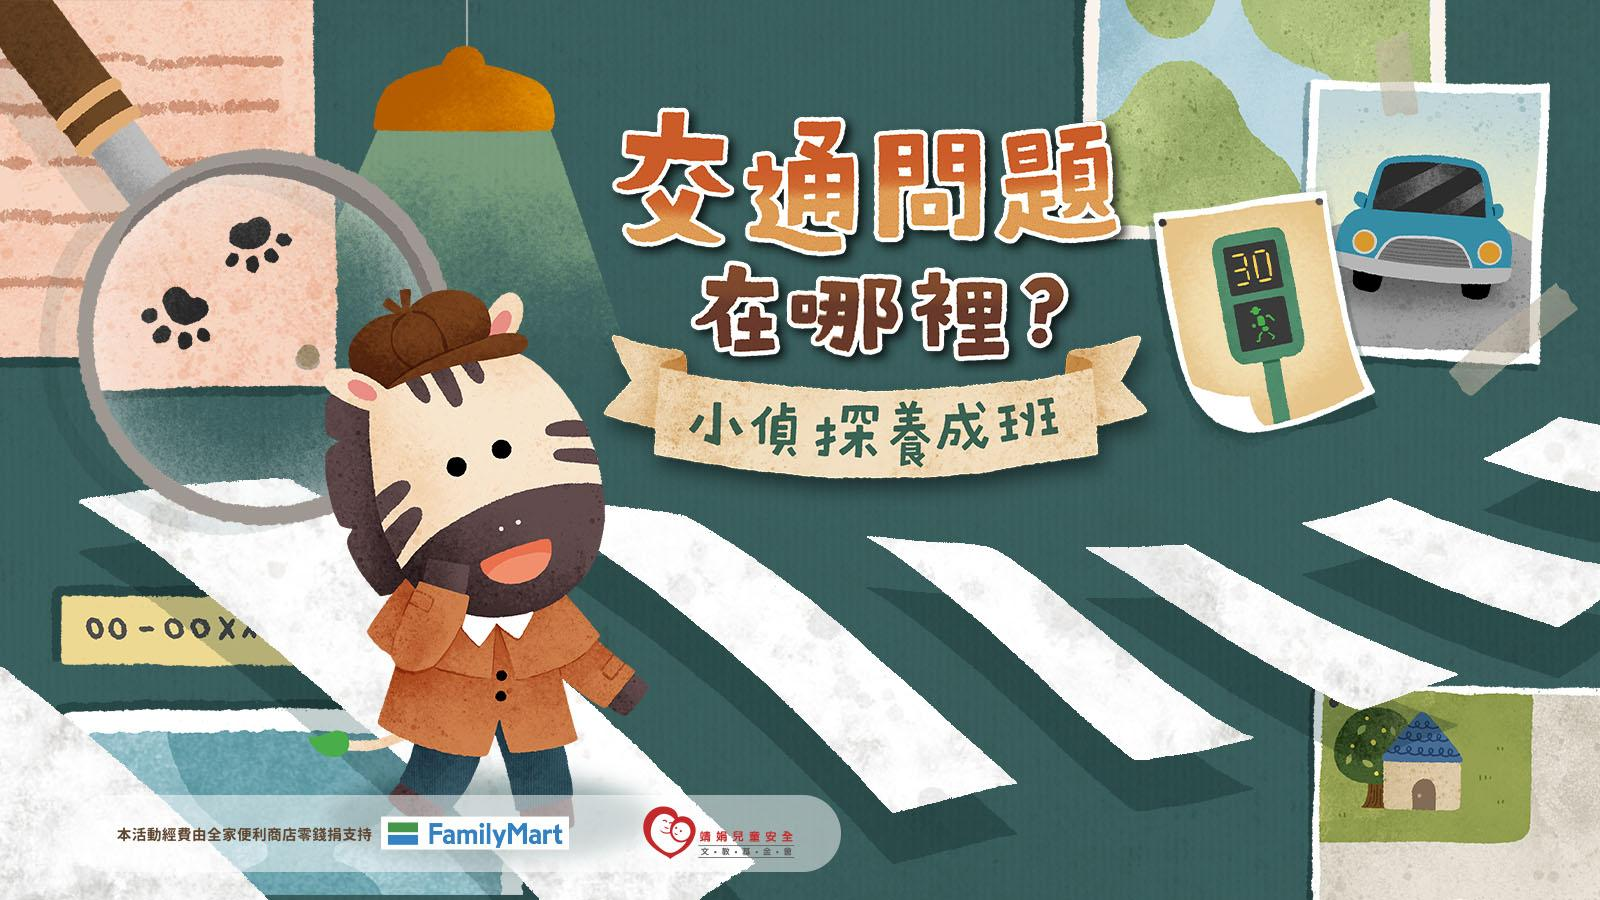 交通問題
在哪裡?
小偵探養成班
30
00-00XX
本活動經費由全家便利商店零錢捐支持
FamilyMart
靖娟兒童安全
文・教・基・金・會